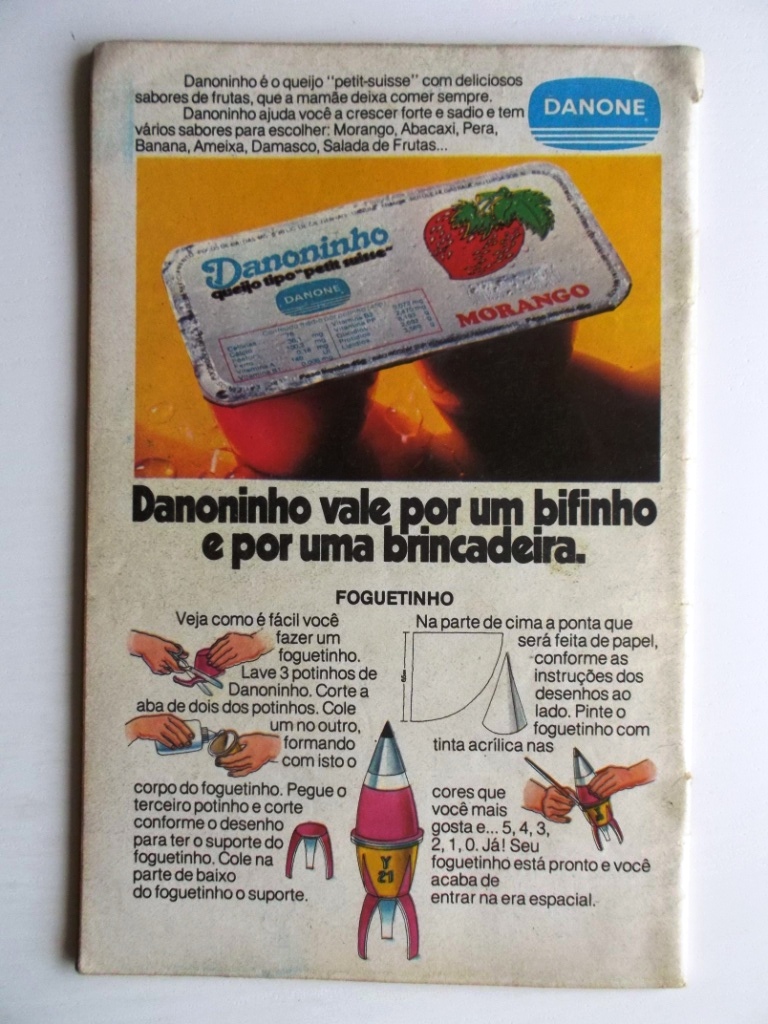 Danoninho é o queijo "petit-suisse" com deliciosos
sabores de frutas, que a mamãe deixa comer sempre.
Danoninho ajuda você a crescer forte e sadio e tem
vários sabores para escolher: Morango, Abacaxi, Pera,
Banana, Ameixa, Damasco, Salada de Frutas...
DANONE
Danoninho
queijo tipo "petit suisse"
DANONE
MORANGO
Danoninho vale por um bifinho
e por uma brincadeira.
FOGUETINHO
Veja como é fácil você
fazer um
foguetinho.
Lave 3 potinhos de
Danoninho. Corte a
aba de dois dos potinhos. Cole
um no outro,
formando
com isto o
corpo do foguetinho. Pegue o
terceiro potinho e corte
conforme o desenho
para ter o suporte do
foguetinho. Cole na
parte de baixo
do foguetinho o suporte.
Y
21
Na parte de cima a ponta que
será feita de papel,
conforme as
instruções dos
desenhos ao
lado. Pinte o
foguetinho com
tinta acrílica nas
cores que
você mais
gosta e... 5, 4, 3,
2, 1, 0. Já! Seu
foguetinho está pronto e você
acaba de
entrar na era espacial.